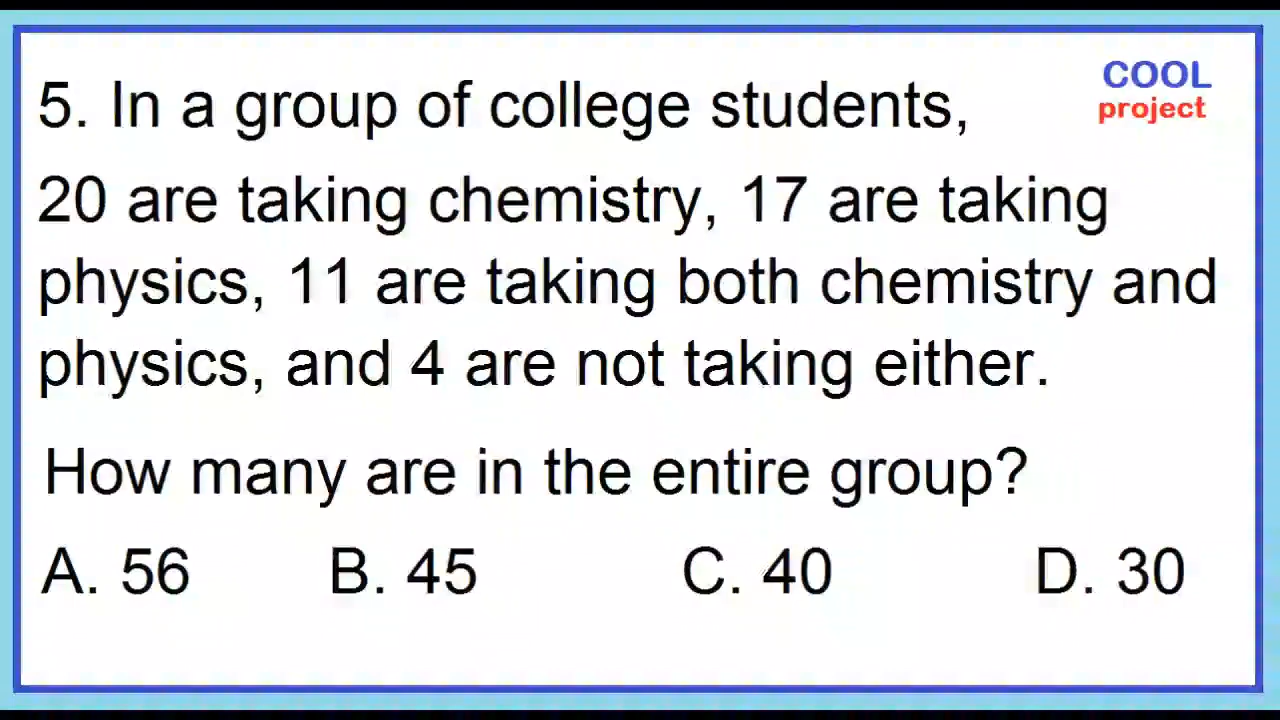 COOL
project
5. In a group of college students,
20 are taking chemistry, 17 are taking
physics, 11 are taking both chemistry and
physics, and 4 are not taking either.
How many are in the entire group?
A. 56 B. 45 C. 40 D. 30